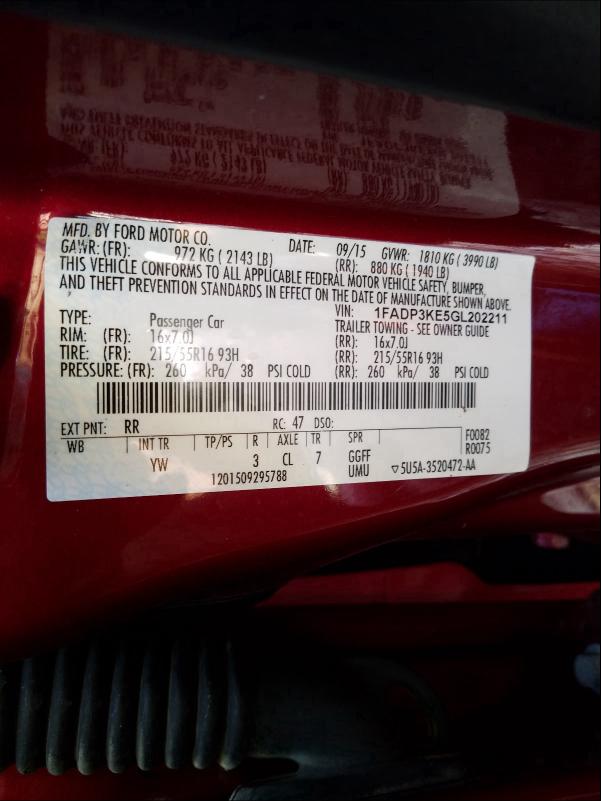 MFD. BY FORD MOTOR CO. DATE: 09/15 GVWR: 1810 KG ( 3990 LB)
GAWR: (FR): 972 KG ( 2143 LB) (RR): 880 KG ( 1940 LB)
THIS VEHICLE CONFORMS TO ALL APPLICABLE FEDERAL MOTOR VEHICLE SAFETY, BUMPER,
AND THEFT PREVENTION STANDARDS IN EFFECT ON THE DATE OF MANUFACTURE SHOWN ABOVE.
VIN: 1FADP3KE5GL202211
TYPE: Passenger Car TRAILER TOWING - SEE OWNER GUIDE
RIM: (FR): 16x7.0J (RR): 16x7.0J
TIRE: (FR): 215/55R16 93H (RR): 215/55R16 93H
PRESSURE: (FR): 260 kPa/ 38 PSI COLD (RR): 260 kPa/ 38 PSI COLD
EXT PNT: RR RC: 47 DSO:
WB INT TR TP/PS R AXLE TR SPR F0082
R0075
YW 3 CL 7 GGFF
UMU ▽5U5A-3520472-AA
1201509295788